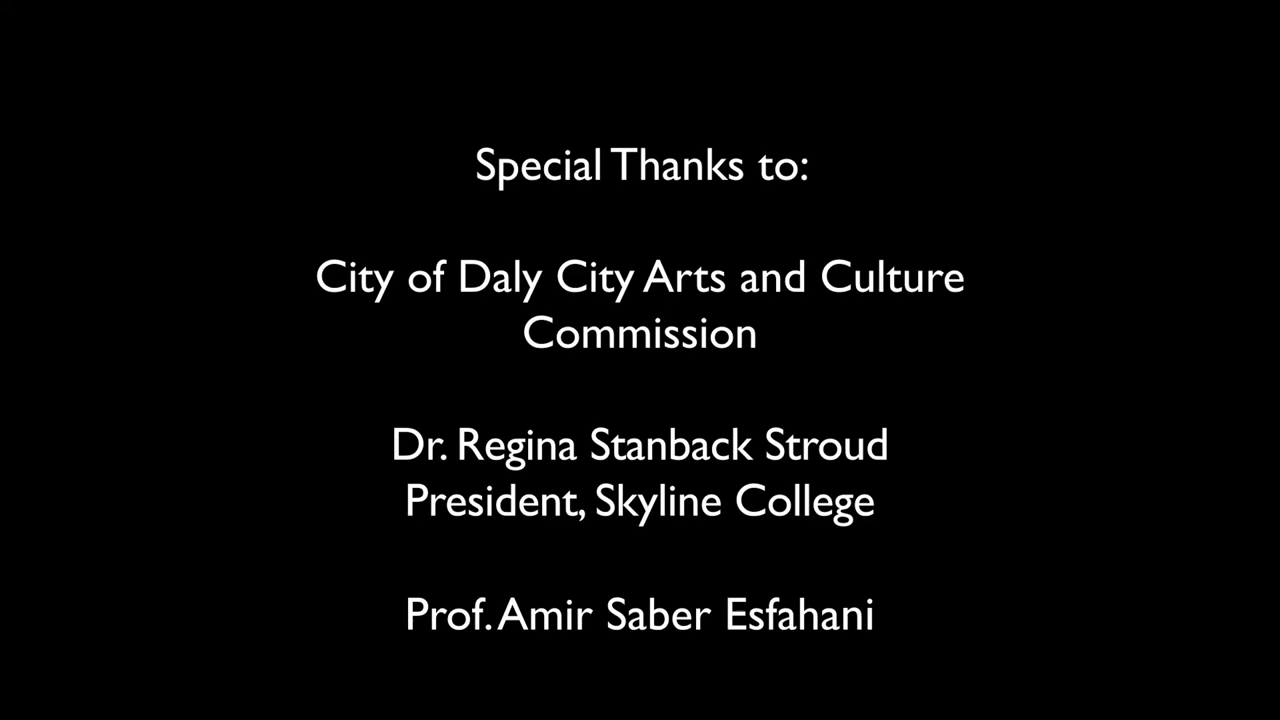 Special Thanks to:
City of Daly City Arts and Culture
Commission
Dr. Regina Stanback Stroud
President, Skyline College
Prof. Amir Saber Esfahani